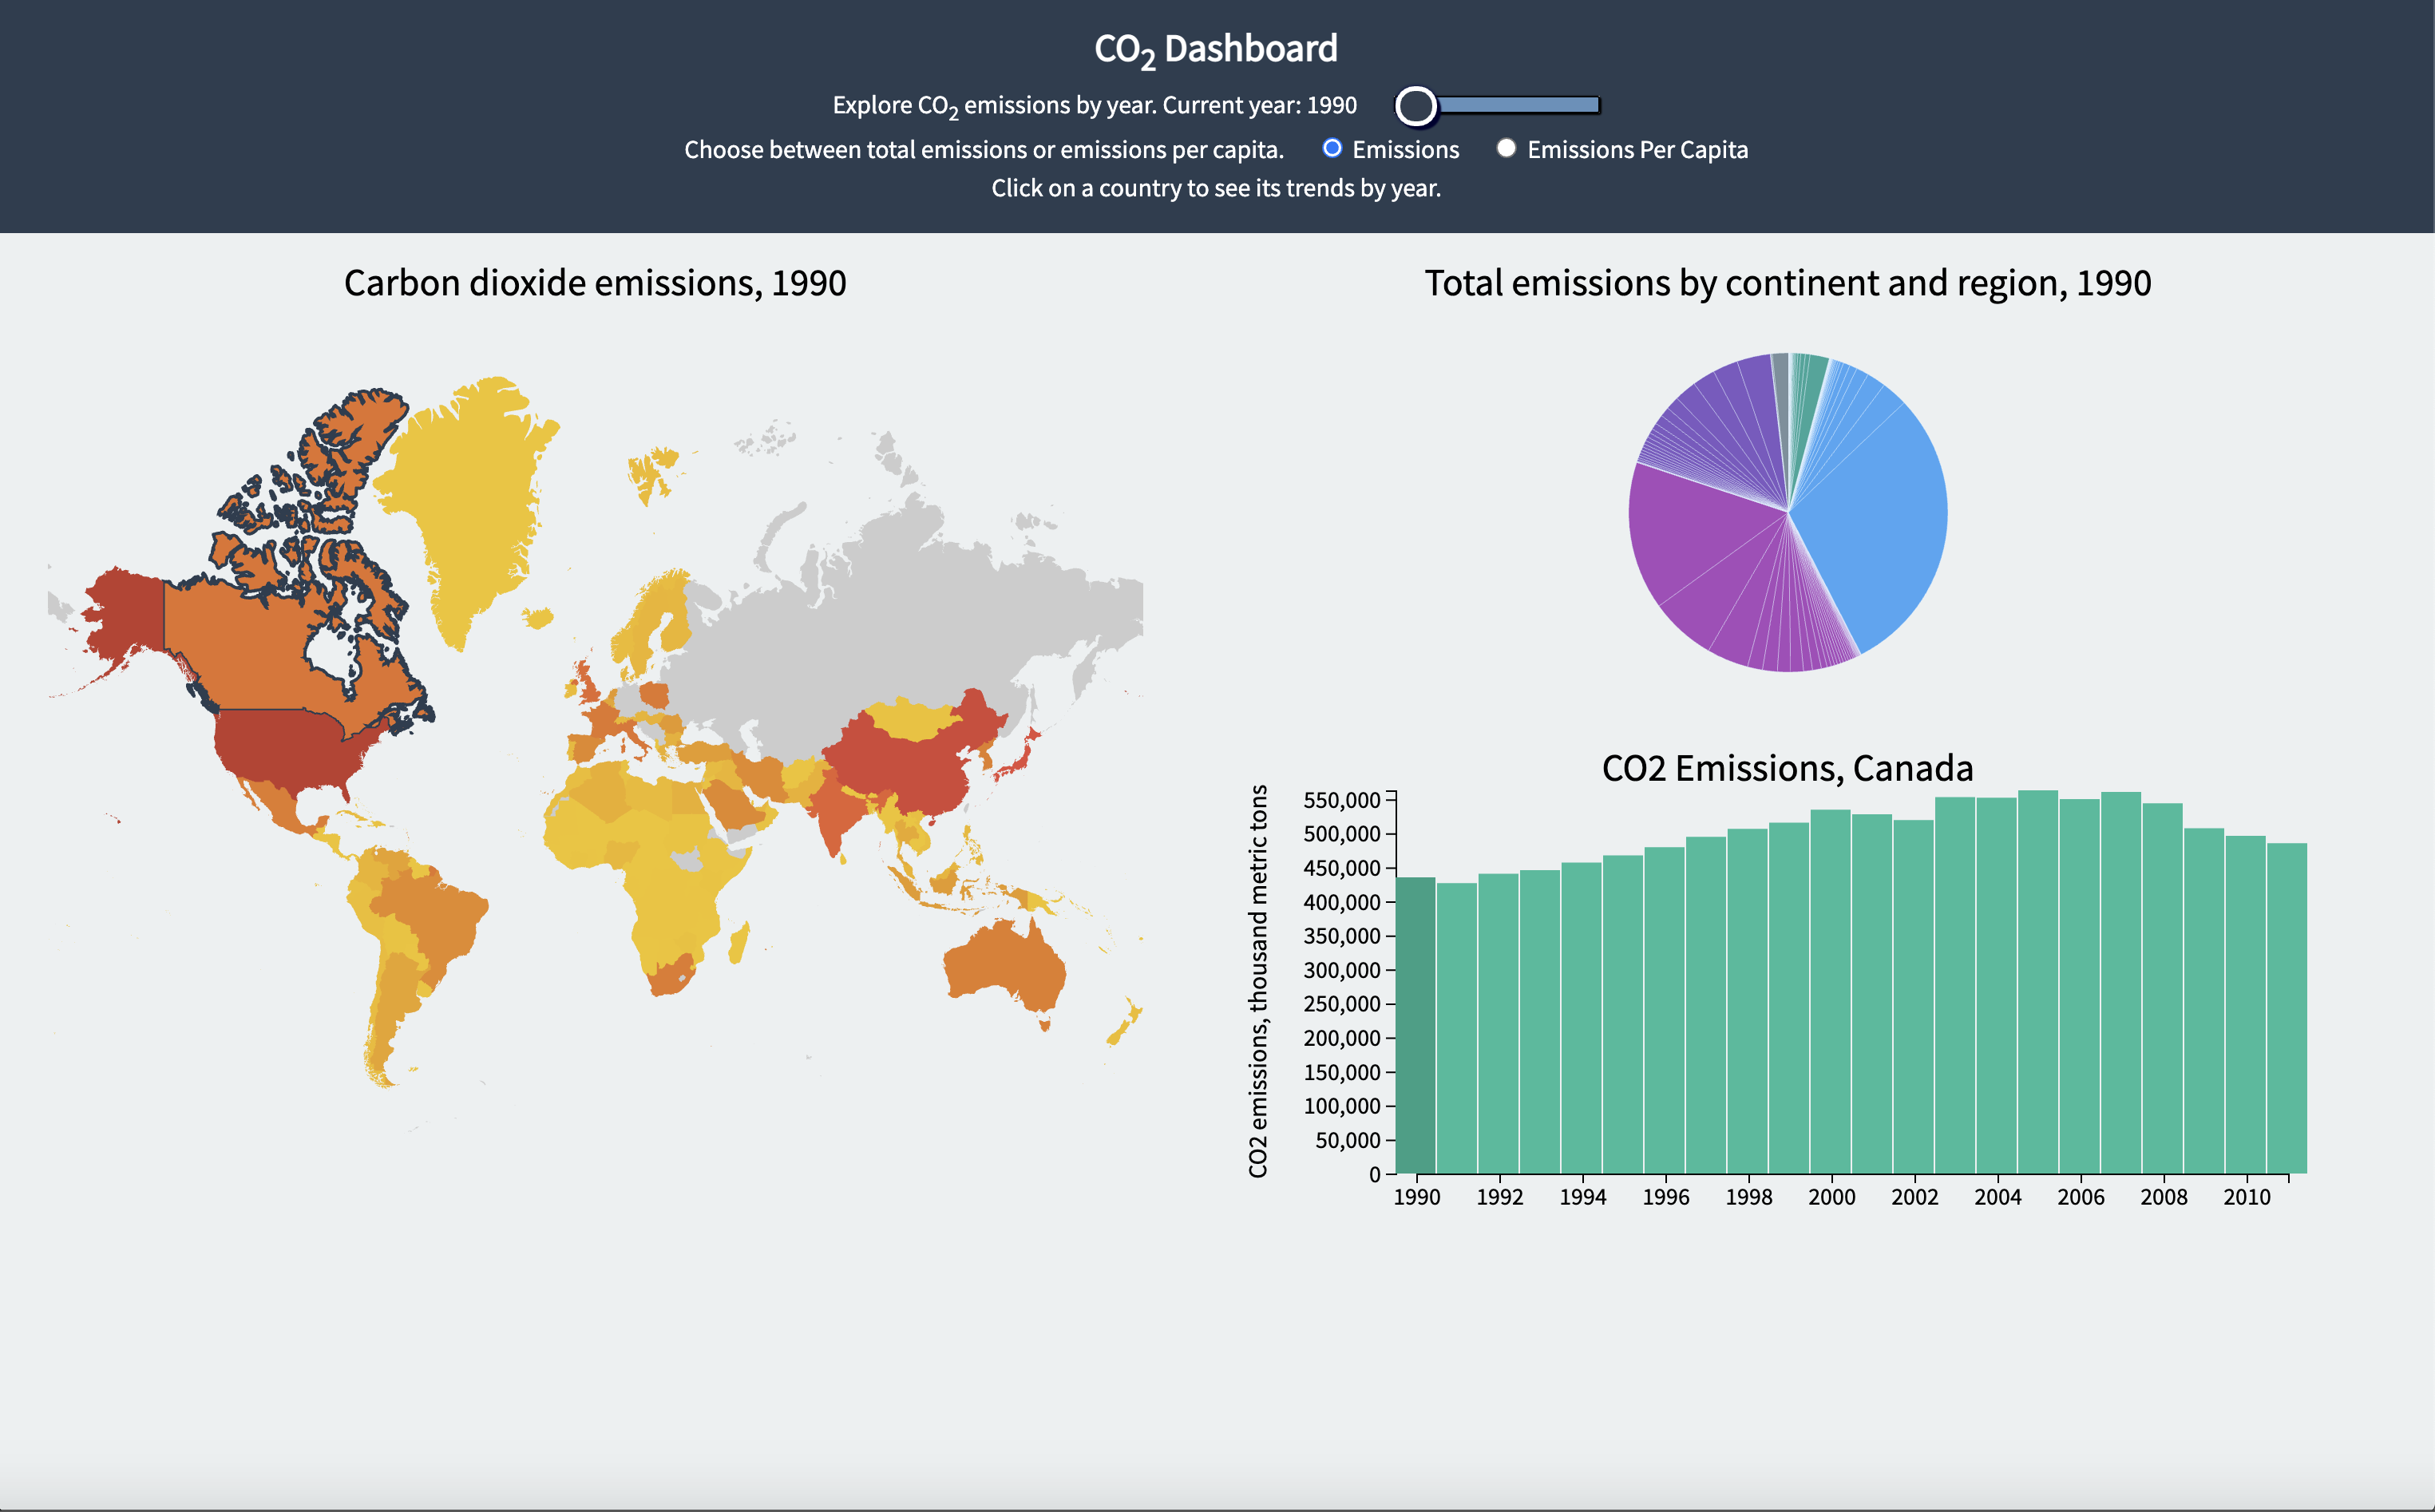 CO2 Dashboard
Explore CO2 emissions by year. Current year: 1990
Choose between total emissions or emissions per capita. Emissions Emissions Per Capita
Click on a country to see its trends by year.
Carbon dioxide emissions, 1990
Total emissions by continent and region, 1990
CO2 Emissions, Canada
CO2 emissions, thousand metric tons
550,000
500,000
450,000
400,000
350,000
300,000
250,000
200,000
150,000
100,000
50,000
0
1990 1992 1994 1996 1998 2000 2002 2004 2006 2008 2010